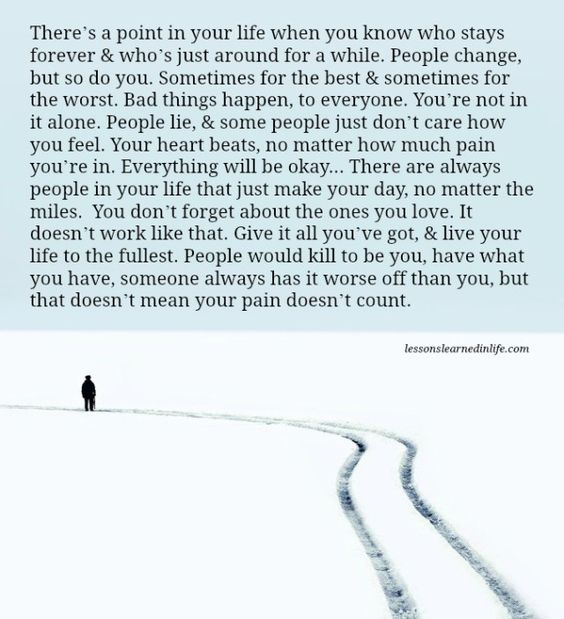 There's a point in your life when you know who stays
forever & who's just around for a while. People change,
but so do you. Sometimes for the best & sometimes for
the worst. Bad things happen, to everyone. You're not in
it alone. People lie, & some people just don't care how
you feel. Your heart beats, no matter how much pain
you're in. Everything will be okay... There are always
people in your life that just make your day, no matter the
miles.  You don't forget about the ones you love. It
doesn't work like that. Give it all you've got, & live your
life to the fullest. People would kill to be you, have what
you have, someone always has it worse off than you, but
that doesn't mean your pain doesn't count.
lessonslearnedinlife.com